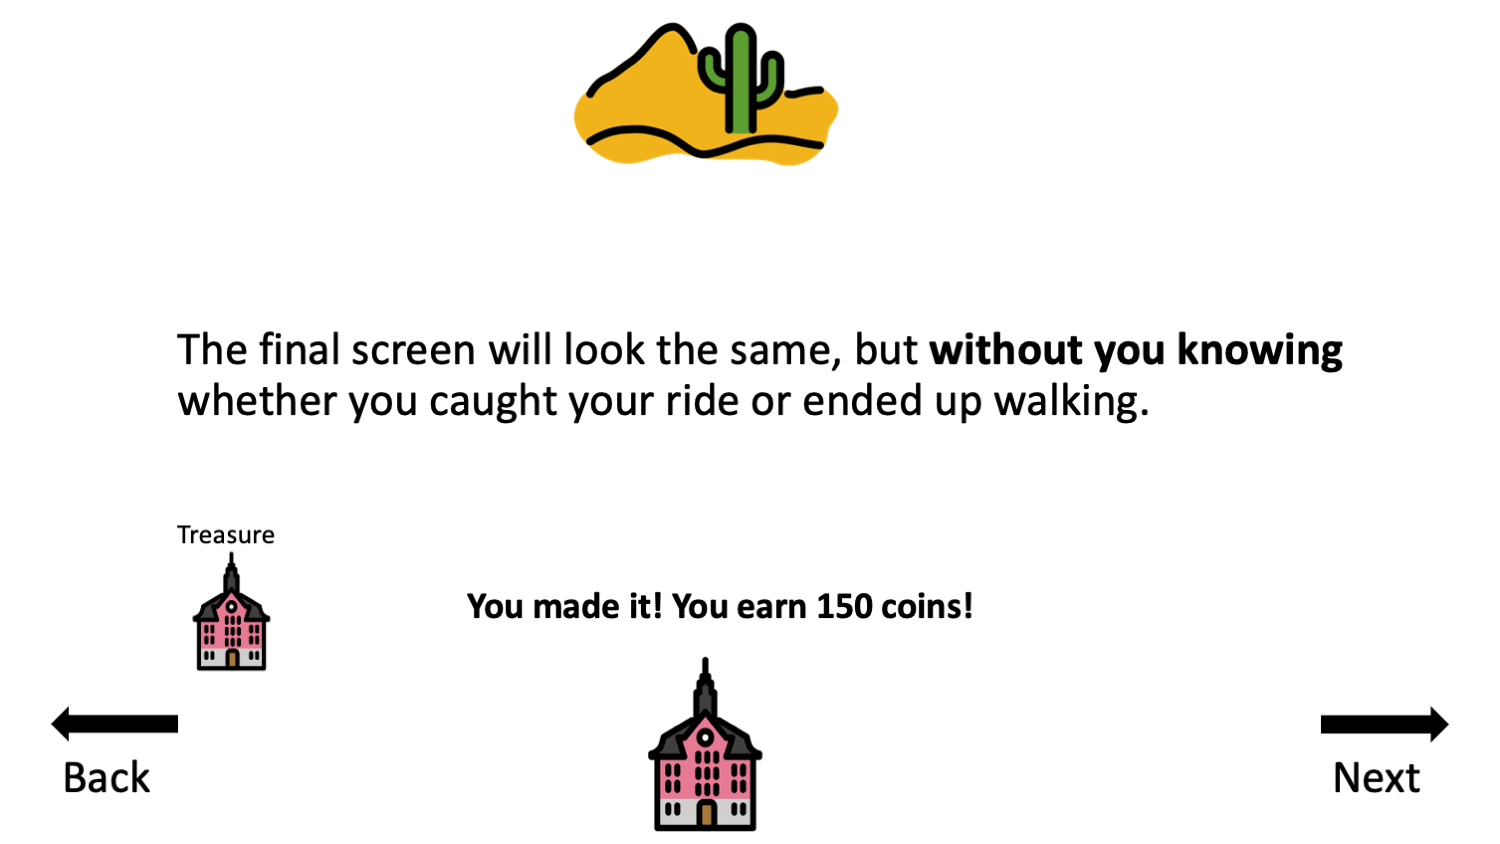 The final screen will look the same, but without you knowing
whether you caught your ride or ended up walking.
Treasure
You made it! You earn 150 coins!
Back
Next